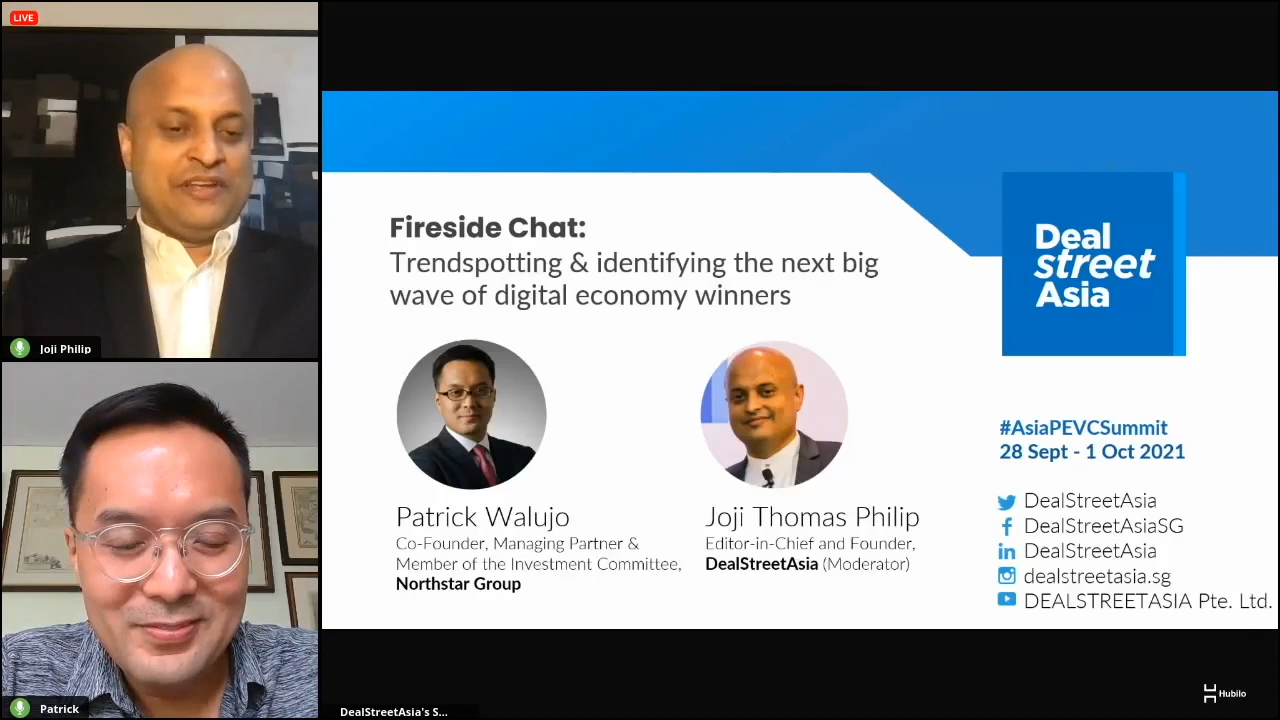 LIVE
Joji Philip
Patrick
Fireside Chat:
Trendspotting & identifying the next big
wave of digital economy winners
Patrick Walujo
Co-Founder, Managing Partner &
Member of the Investment Committee,
Northstar Group
Joji Thomas Philip
Editor-in-Chief and Founder,
DealStreetAsia (Moderator)
Deal
street
Asia
#AsiaPEVCSummit
28 Sept - 1 Oct 2021
DealStreetAsia
DealStreetAsiaSG
DealStreetAsia
dealstreetasia.sg
DEALSTREETASIA Pte. Ltd.
DealStreetAsia's S...
Hubilo